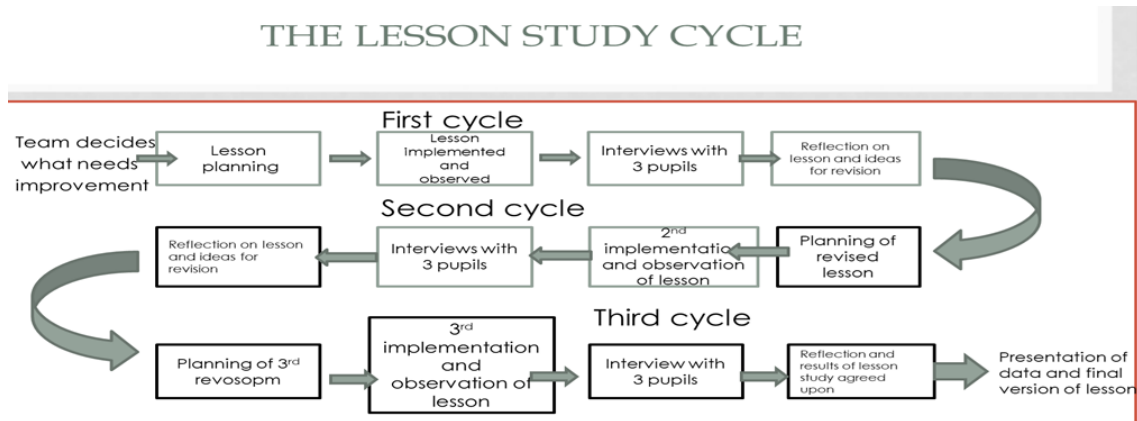 THE LESSON STUDY CYCLE
First cycle
Team decides
what needs
improvement
Lesson
planning
Lesson
implemented
and
observed
Interviews with
3 pupils
Reflection on
lesson and ideas
for revision
Second cycle
Planning of
revised
lesson
2nd
implementatio
and observation
of lesson
Interviews with
3 pupils
Reflection on lesson
and ideas for
revision
Third cycle
Planning of 3rd
revosopm
3rd
implementation
and
observation of
lesson
Interview with
3 pupils
Reflection and
results of lesson
study agreed
upon
Presentation of
data and final
version of lesson